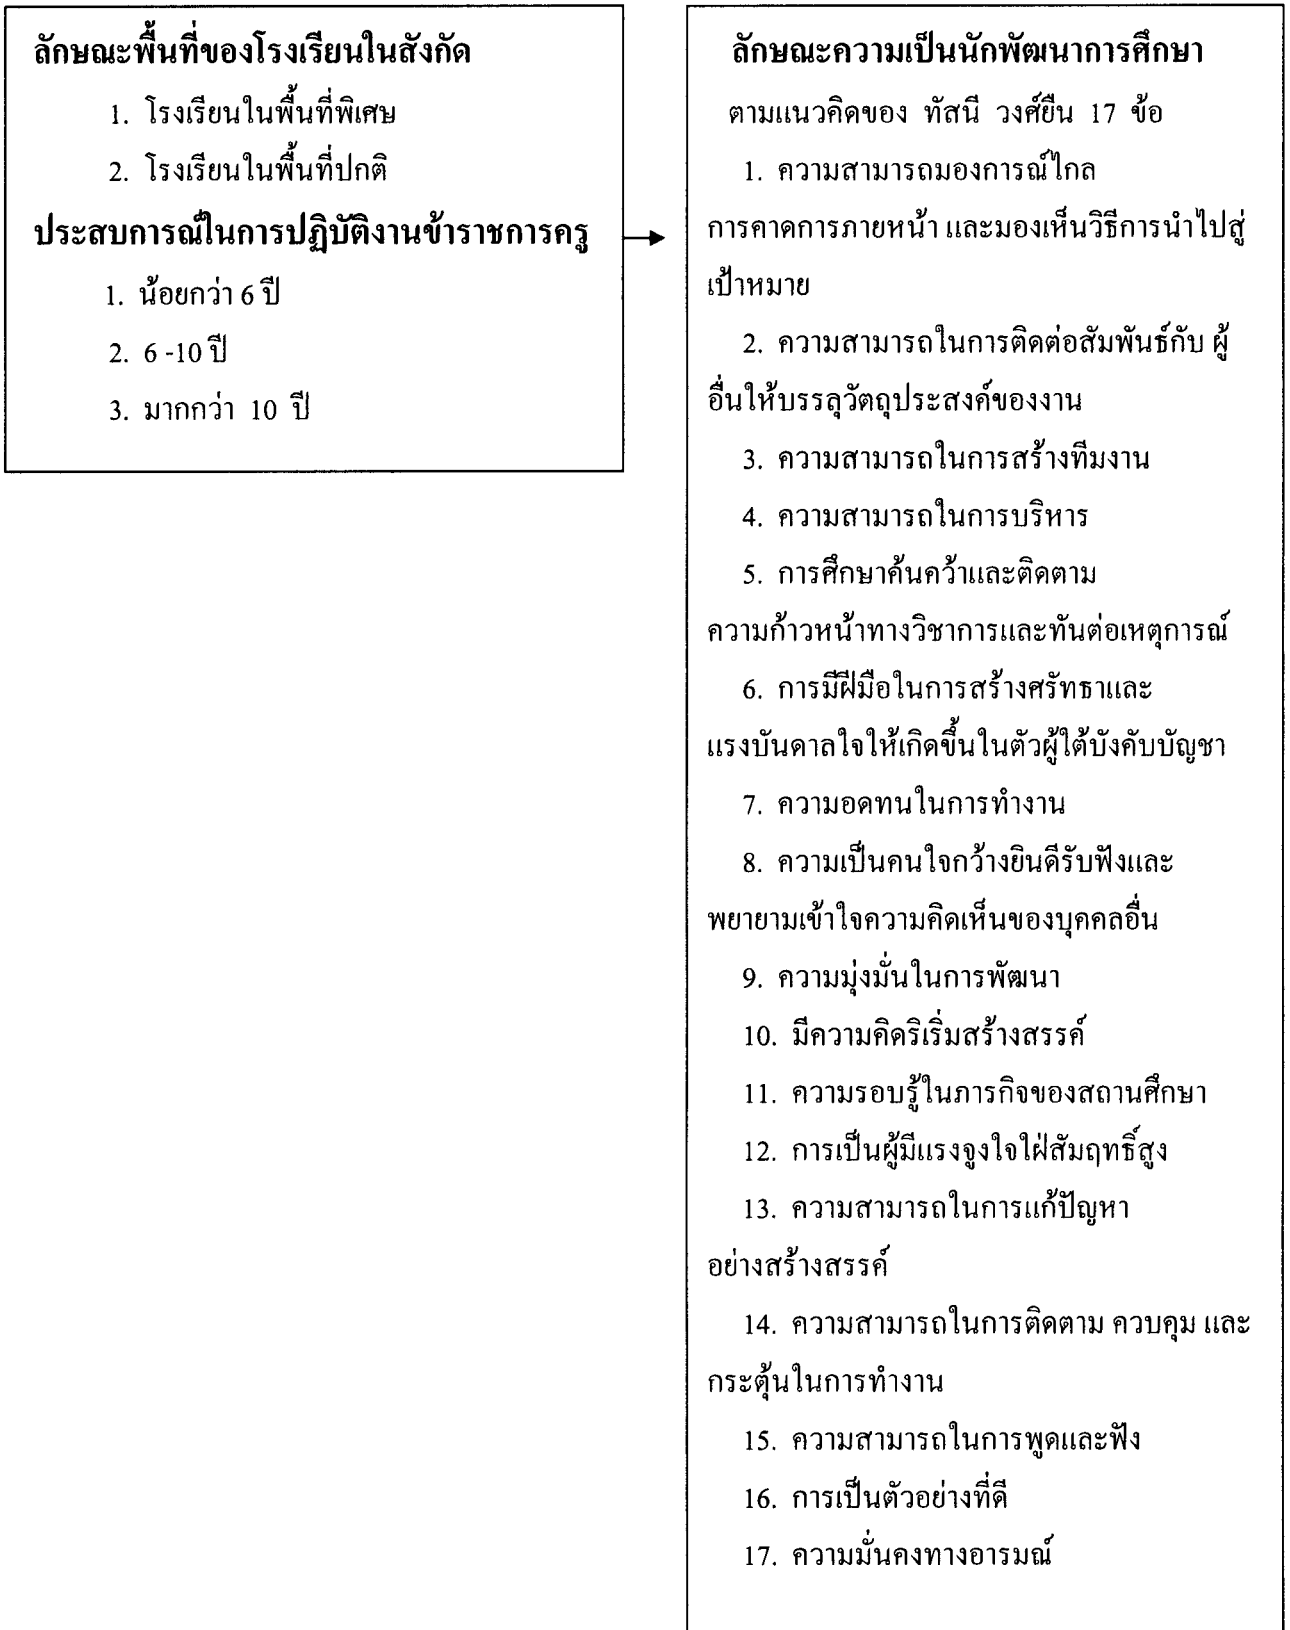 ลักษณะพื้นที่ของโรงเรียนในสังกัด
1. โรงเรียนในพื้นที่พิเศษ
2. โรงเรียนในพื้นที่ปกติ
ประสบการณ์ในการปฏิบัติงานข้าราชการครู
1. น้อยกว่า 6 ปี
2. 6 -10 ปี
3. มากกว่า 10 ปี
ลักษณะความเป็นนักพัฒนาการศึกษา
ตามแนวคิดของ ทัสนี วงศ์ยืน 17 ข้อ
1. ความสามารถมองการณ์ไกล
การคาดการภายหน้า และมองเห็นวิธีการนำไปสู่
เป้าหมาย
2. ความสามารถในการติดต่อสัมพันธ์กับ ผู้
อื่นให้บรรลุวัตถุประสงค์ของงาน
3. ความสามารถในการสร้างทีมงาน
4. ความสามารถในการบริหาร
5. การศึกษาค้นคว้าและติดตาม
ความก้าวหน้าทางวิชาการและทันต่อเหตุการณ์
6. การมีฝีมือในการสร้างศรัทธาและ
แรงบันดาลใจให้เกิดขึ้นในตัวผู้ใต้บังคับบัญชา
7. ความอดทนในการทำงาน
8. ความเป็นคนใจกว้างยินดีรับฟังและ
พยายามเข้าใจความคิดเห็นของบุคคลอื่น
9. ความมุ่งมั่นในการพัฒนา
10. มีความคิดริเริ่มสร้างสรรค์
11. ความรอบรู้ในภารกิจของสถานศึกษา
12. การเป็นผู้มีแรงจูงใจใฝ่สัมฤทธิ์สูง
13. ความสามารถในการแก้ปัญหา
อย่างสร้างสรรค์
14. ความสามารถในการติดตาม ควบคุม และ
กระตุ้นในการทำงาน
15. ความสามารถในการพูดและฟัง
16. การเป็นตัวอย่างที่ดี
17. ความมั่นคงทางอารมณ์